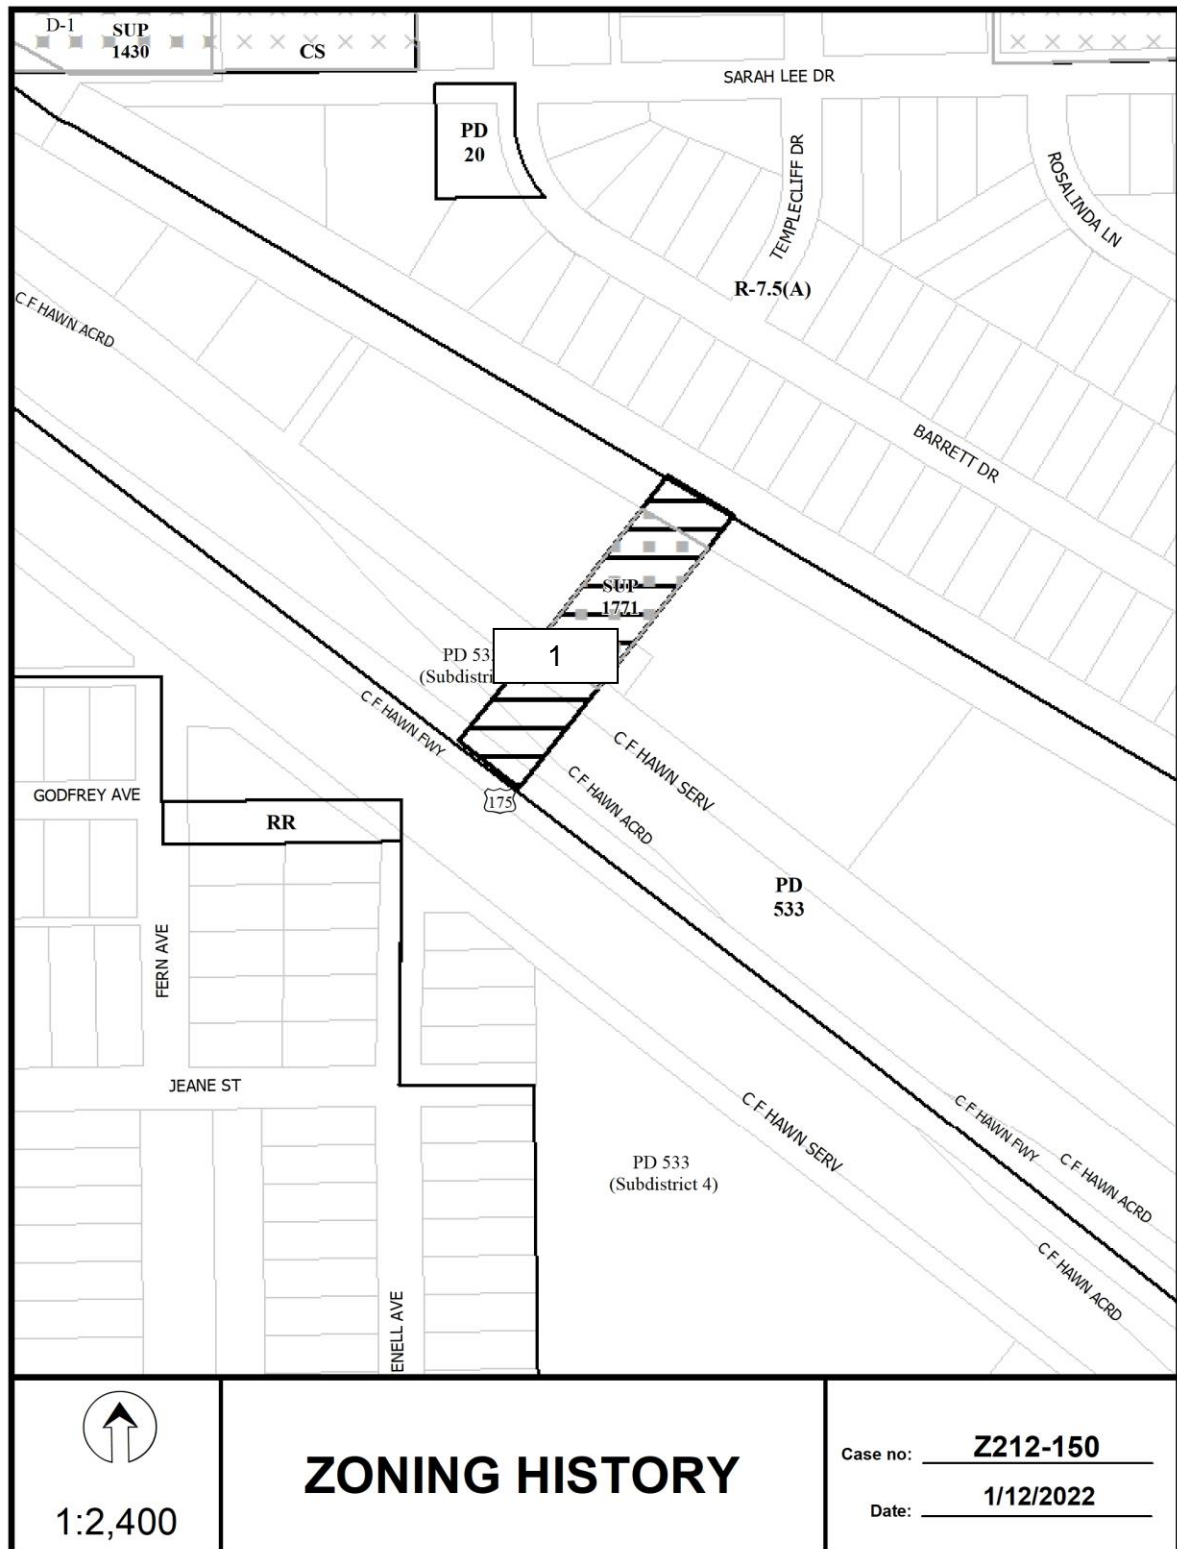 D-1
SUP
1430
CS
SARAH LEE DR
PD
20
TEMPLECLIFF DR
ROSALINDA LN
R-7.5(A)
C F HAWN ACRD
BARRETT DR
SUP
1771
1
PD 53
(Subdistri
C F HAWN FWY
C F HAWN SERV
C F HAWN ACRD
175
GODFREY AVE
RR
PD
533
FERN AVE
JEANE ST
C F HAWN SERV
C F HAWN FWY
C F HAWN ACRD
PD 533
(Subdistrict 4)
C F HAWN ACRD
ENELL AVE
1:2,400
ZONING HISTORY
Case no: Z212-150
Date: 1/12/2022